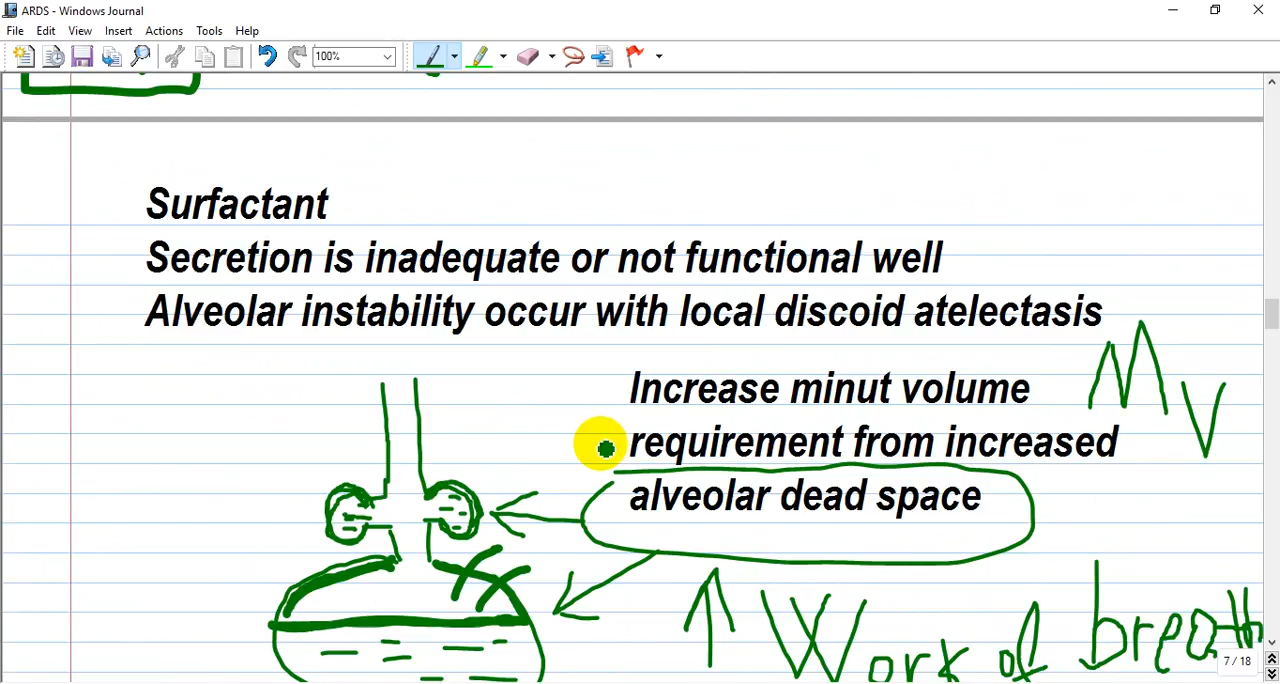 ARDS - Windows Journal
File Edit View Insert Actions Tools Help
100%
Surfactant
Secretion is inadequate or not functional well
Alveolar instability occur with local discoid atelectasis
Increase minut volume
requirement from increased
alveolar dead space
MV
↑ Work of breath
7 / 18